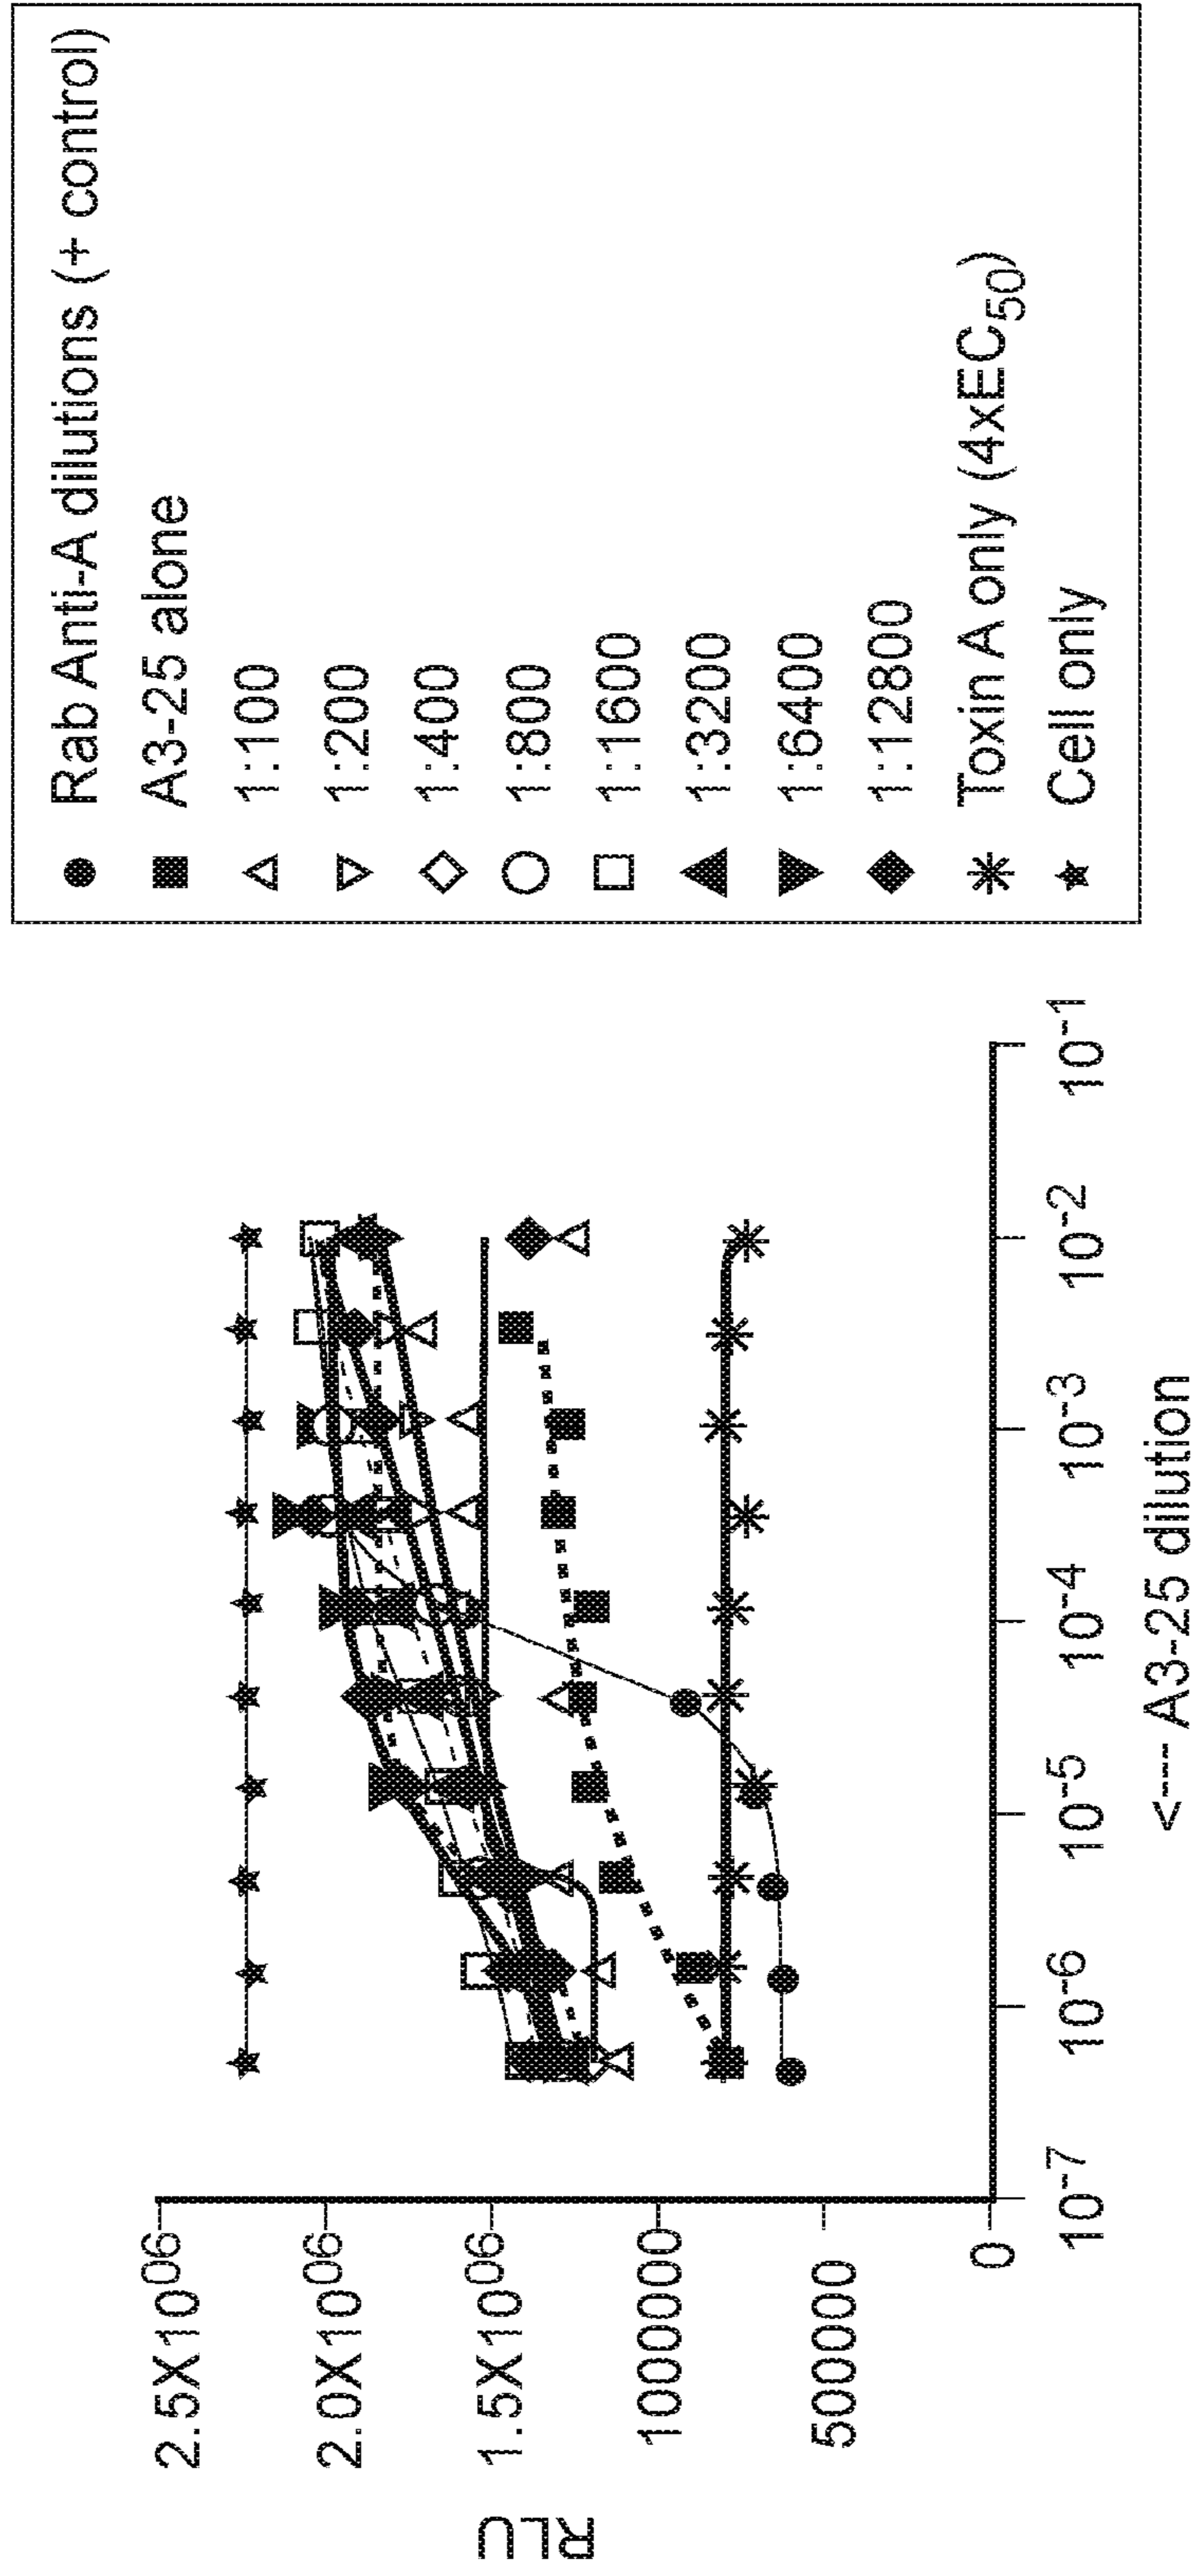 RLU
2.5X10⁰⁶
2.0X10⁰⁶
1.5X10⁰⁶
1000000
500000
0
10⁻⁷
10⁻⁶
10⁻⁵
10⁻⁴
10⁻³
10⁻²
10⁻¹
<--- A3-25 dilution
Rab Anti-A dilutions (+ control)
A3-25 alone
1:100
1:200
1:400
1:800
1:1600
1:3200
1:6400
1:12800
Toxin A only (4xEC₅₀)
Cell only